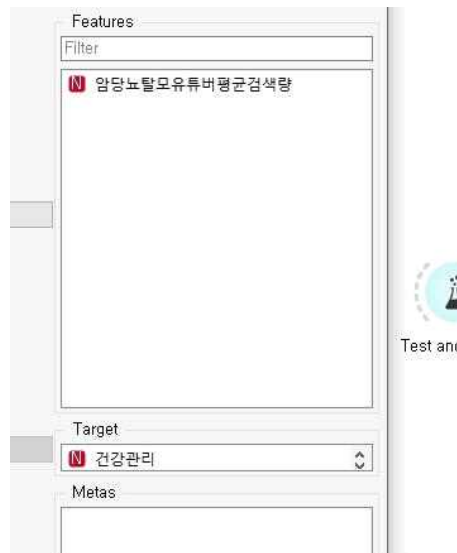 Features
Filter
N 암당뇨탈모유튜버평균검색량
Test and
Target
N 건강관리
Metas